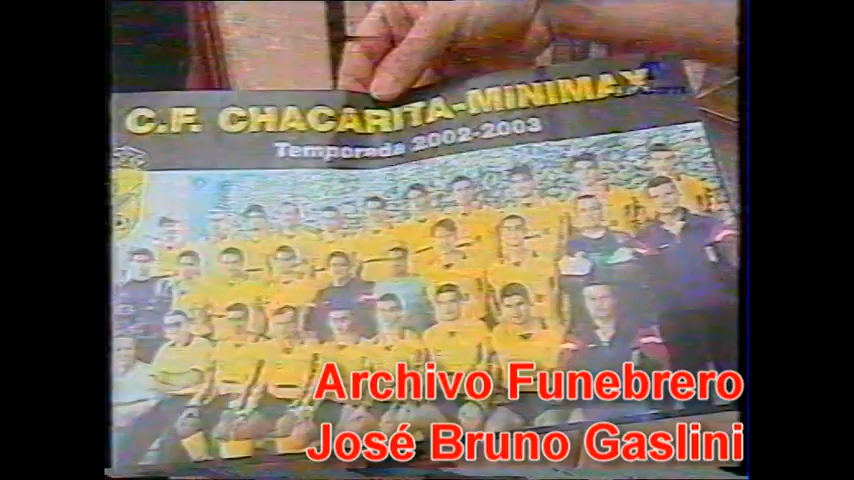 C.F. CHACARITA-MINIMAX
Temporada 2002-2003
Archivo Funebrero
José Bruno Gaslini